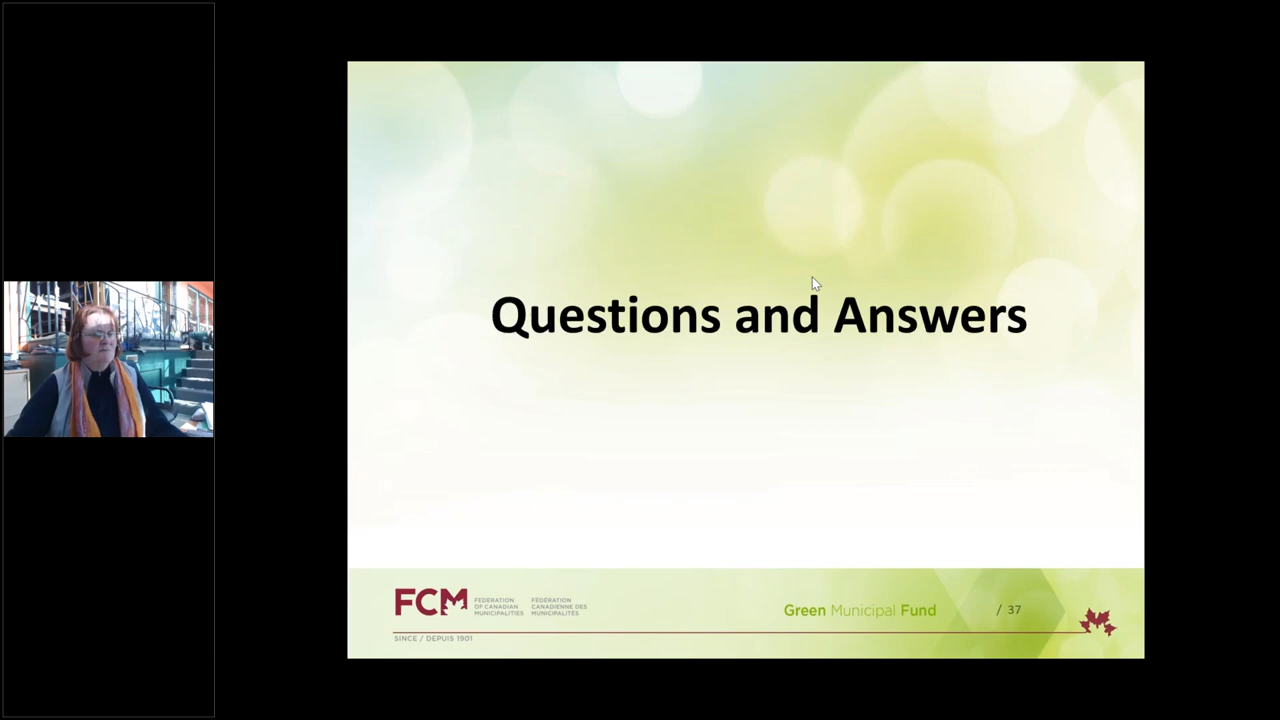 Questions and Answers
FCM
FEDERATION
OF CANADIAN
MUNICIPALITIES
FÉDÉRATION
CANADIENNE DES
MUNICIPALITÉS
Green Municipal Fund
/ 37
SINCE / DEPUIS 1901